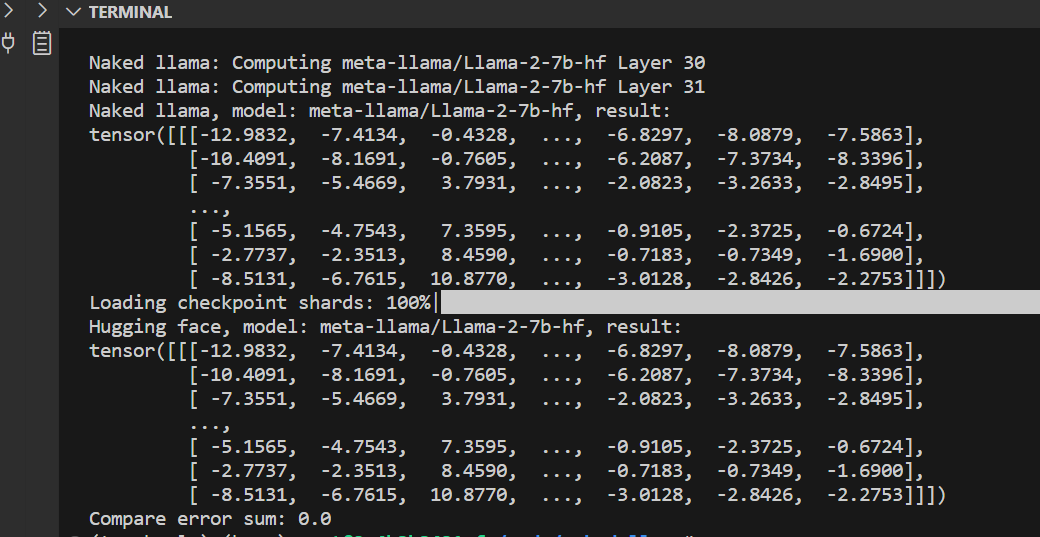 TERMINAL
Naked llama: Computing meta-llama/Llama-2-7b-hf Layer 30
Naked llama: Computing meta-llama/Llama-2-7b-hf Layer 31
Naked llama, model: meta-llama/Llama-2-7b-hf, result:
tensor([[[-12.9832,  -7.4134,  -0.4328,  ...,  -6.8297,  -8.0879,  -7.5863],
[-10.4091,  -8.1691,  -0.7605,  ...,  -6.2087,  -7.3734,  -8.3396],
[ -7.3551,  -5.4669,   3.7931,  ...,  -2.0823,  -3.2633,  -2.8495],
...,
[ -5.1565,  -4.7543,   7.3595,  ...,  -0.9105,  -2.3725,  -0.6724],
[ -2.7737,  -2.3513,   8.4590,  ...,  -0.7183,  -0.7349,  -1.6900],
[ -8.5131,  -6.7615,  10.8770,  ...,  -3.0128,  -2.8426,  -2.2753]]])
Loading checkpoint shards: 100%|
Hugging face, model: meta-llama/Llama-2-7b-hf, result:
tensor([[[-12.9832,  -7.4134,  -0.4328,  ...,  -6.8297,  -8.0879,  -7.5863],
[-10.4091,  -8.1691,  -0.7605,  ...,  -6.2087,  -7.3734,  -8.3396],
[ -7.3551,  -5.4669,   3.7931,  ...,  -2.0823,  -3.2633,  -2.8495],
...,
[ -5.1565,  -4.7543,   7.3595,  ...,  -0.9105,  -2.3725,  -0.6724],
[ -2.7737,  -2.3513,   8.4590,  ...,  -0.7183,  -0.7349,  -1.6900],
[ -8.5131,  -6.7615,  10.8770,  ...,  -3.0128,  -2.8426,  -2.2753]]])
Compare error sum: 0.0